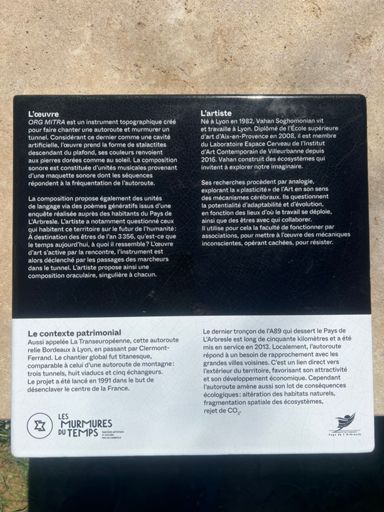 L'œuvre
ORG MITRA est un instrument topographique créé
pour faire chanter une autoroute et murmurer un
tunnel. Considérant ce dernier comme une cavité
artificielle, l'œuvre prend la forme de stalactites
descendant du plafond, ses couleurs renvoient
aux pierres dorées comme au soleil. La composition
sonore est constituée d'unités musicales provenant
d'une maquette sonore dont les séquences
répondent à la fréquentation de l'autoroute.
La composition propose également des unités
de langage via des poèmes génératifs issus d'une
enquête réalisée auprès des habitants du Pays de
L'Arbresle. L'Artiste a notamment questionné ceux
qui habitent ce territoire sur le futur de l'humanité :
À destination des êtres de l'an 3 356, qu'est-ce que
le temps aujourd'hui, à quoi il ressemble ? L'œuvre
d'art s'active par la rencontre, l'instrument est
alors déclenché par les passages des marcheurs
dans le tunnel. L'artiste propose ainsi une
composition oraculaire, singulière à chacun.
L'artiste
Né à Lyon en 1982, Vahan Soghomonian vit
et travaille à Lyon. Diplômé de l'École supérieure
d'art d'Aix-en-Provence en 2008, il est membre
du Laboratoire Espace Cerveau de l'Institut
d'Art Contemporain de Villeurbanne depuis
2016. Vahan construit des écosystèmes qui
invitent à explorer notre imaginaire.
Ses recherches procèdent par analogie,
explorant la « plasticité » de l'Art en son sens
des mécanismes cérébraux. Ils questionnent
la potentialité d'adaptabilité et d'évolution,
en fonction des lieux d'où le travail se déploie,
ainsi que des êtres avec qui collaborer.
Il utilise pour cela la faculté de fonctionner par
associations, pour mettre à l'œuvre des mécaniques
inconscientes, opérant cachées, pour résister.
Le contexte patrimonial
Aussi appelée La Transeuropéenne, cette autoroute
relie Bordeaux à Lyon, en passant par Clermont-
Ferrand. Le chantier global fut titanesque,
comparable à celui d'une autoroute de montagne :
trois tunnels, huit viaducs et cinq échangeurs.
Le projet a été lancé en 1991 dans le but de
désenclaver le centre de la France.
Le dernier tronçon de l'A89 qui dessert le Pays de
L'Arbresle est long de cinquante kilomètres et a été
mis en service en 2013. Localement, l'autoroute
répond à un besoin de rapprochement avec les
grandes villes voisines. C'est un lien direct vers
l'extérieur du territoire, favorisant son attractivité
et son développement économique. Cependant
l'autoroute amène aussi son lot de conséquences
écologiques : altération des habitats naturels,
fragmentation spatiale des écosystèmes,
rejet de CO₂.
LES
MURMURES
DU TEMPS
Pays de L'Arbresle